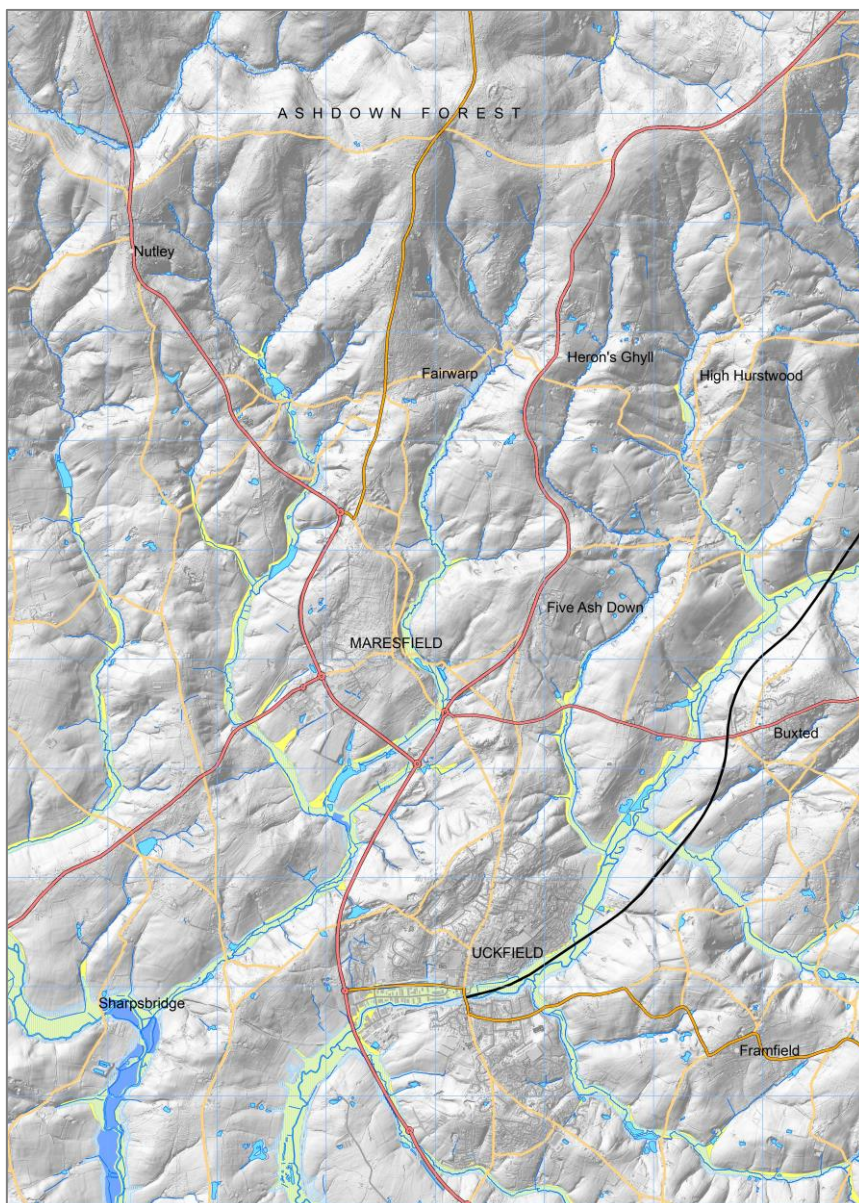 ASHDOWN FOREST
Nutley
Heron's Ghyll
Fairwarp
High Hurstwood
Five Ash Down
MARESFIELD
Buxted
UCKFIELD
Sharpsbridge
Framfield